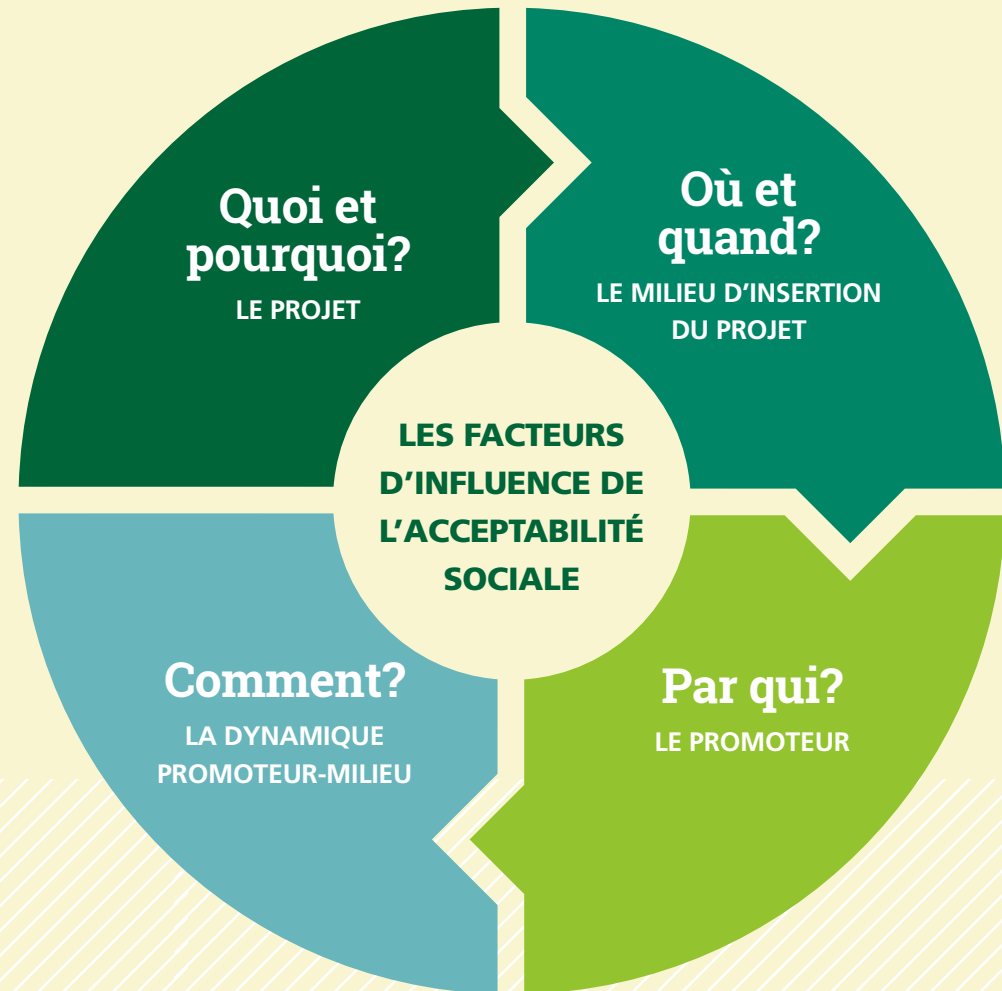 Quoi et
pourquoi?
LE PROJET
Où et
quand?
LE MILIEU D'INSERTION
DU PROJET
LES FACTEURS
D'INFLUENCE DE
L'ACCEPTABILITÉ
SOCIALE
Par qui?
LE PROMOTEUR
Comment?
LA DYNAMIQUE
PROMOTEUR-MILIEU